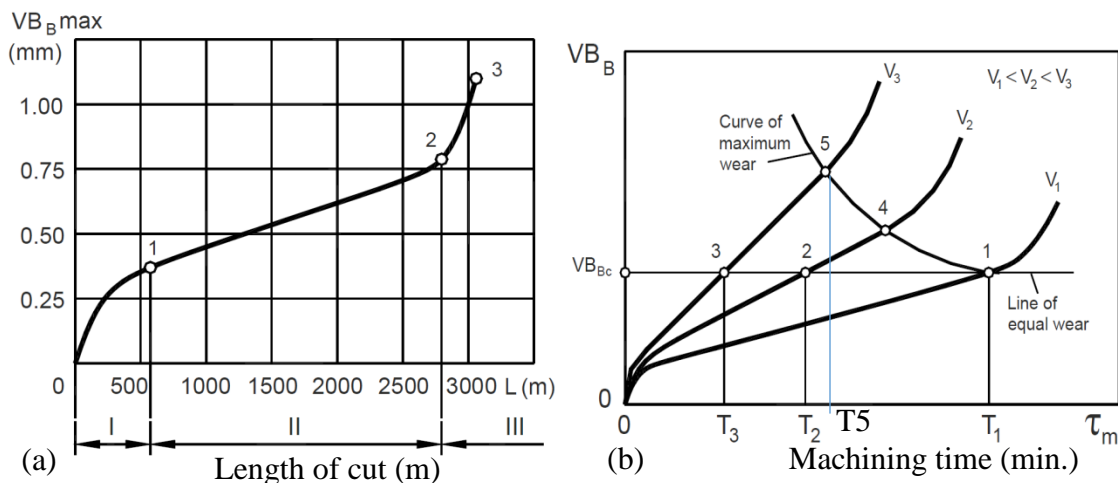 VB_B max
(mm)
1.00
0.75
0.50
0.25
0 500 1000 1500 2000 2500 3000 L (m)
1
2
3
I II III
(a) Length of cut (m)
VB_B
V_1 < V_2 < V_3
V_3
V_2
V_1
Curve of
maximum
wear
5
4
3 2 1
VB_Bc
Line of
equal wear
0
0 T_3 T_2 T5 T_1 τ_m
(b) Machining time (min.)